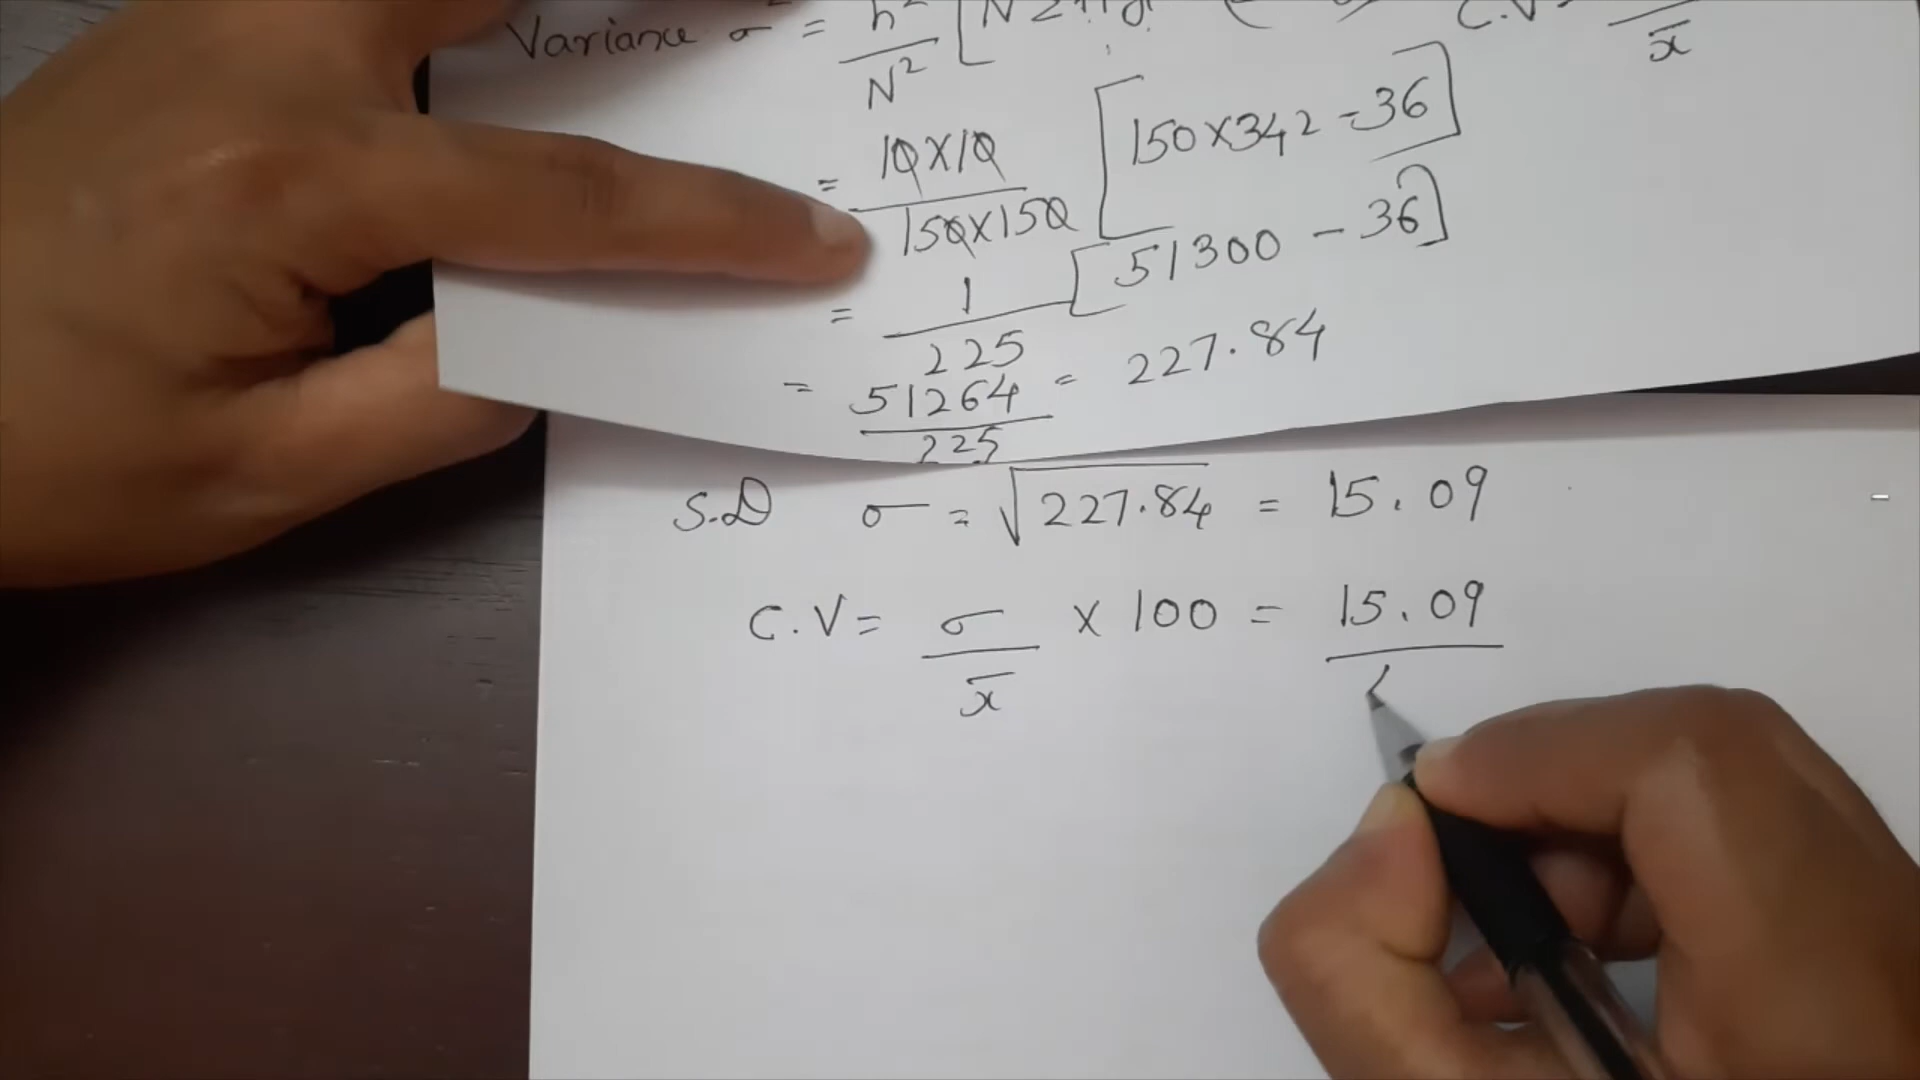 Variance σ² = h² / N² [N Σ
C.V = / x̄
= 10×10 / 150×150 [150×342 - 36]
= 1 / 225 [51300 - 36]
= 51264 / 225 = 227.84
S.D σ = √227.84 = 15.09
C.V = σ / x̄ × 100 = 15.09 /